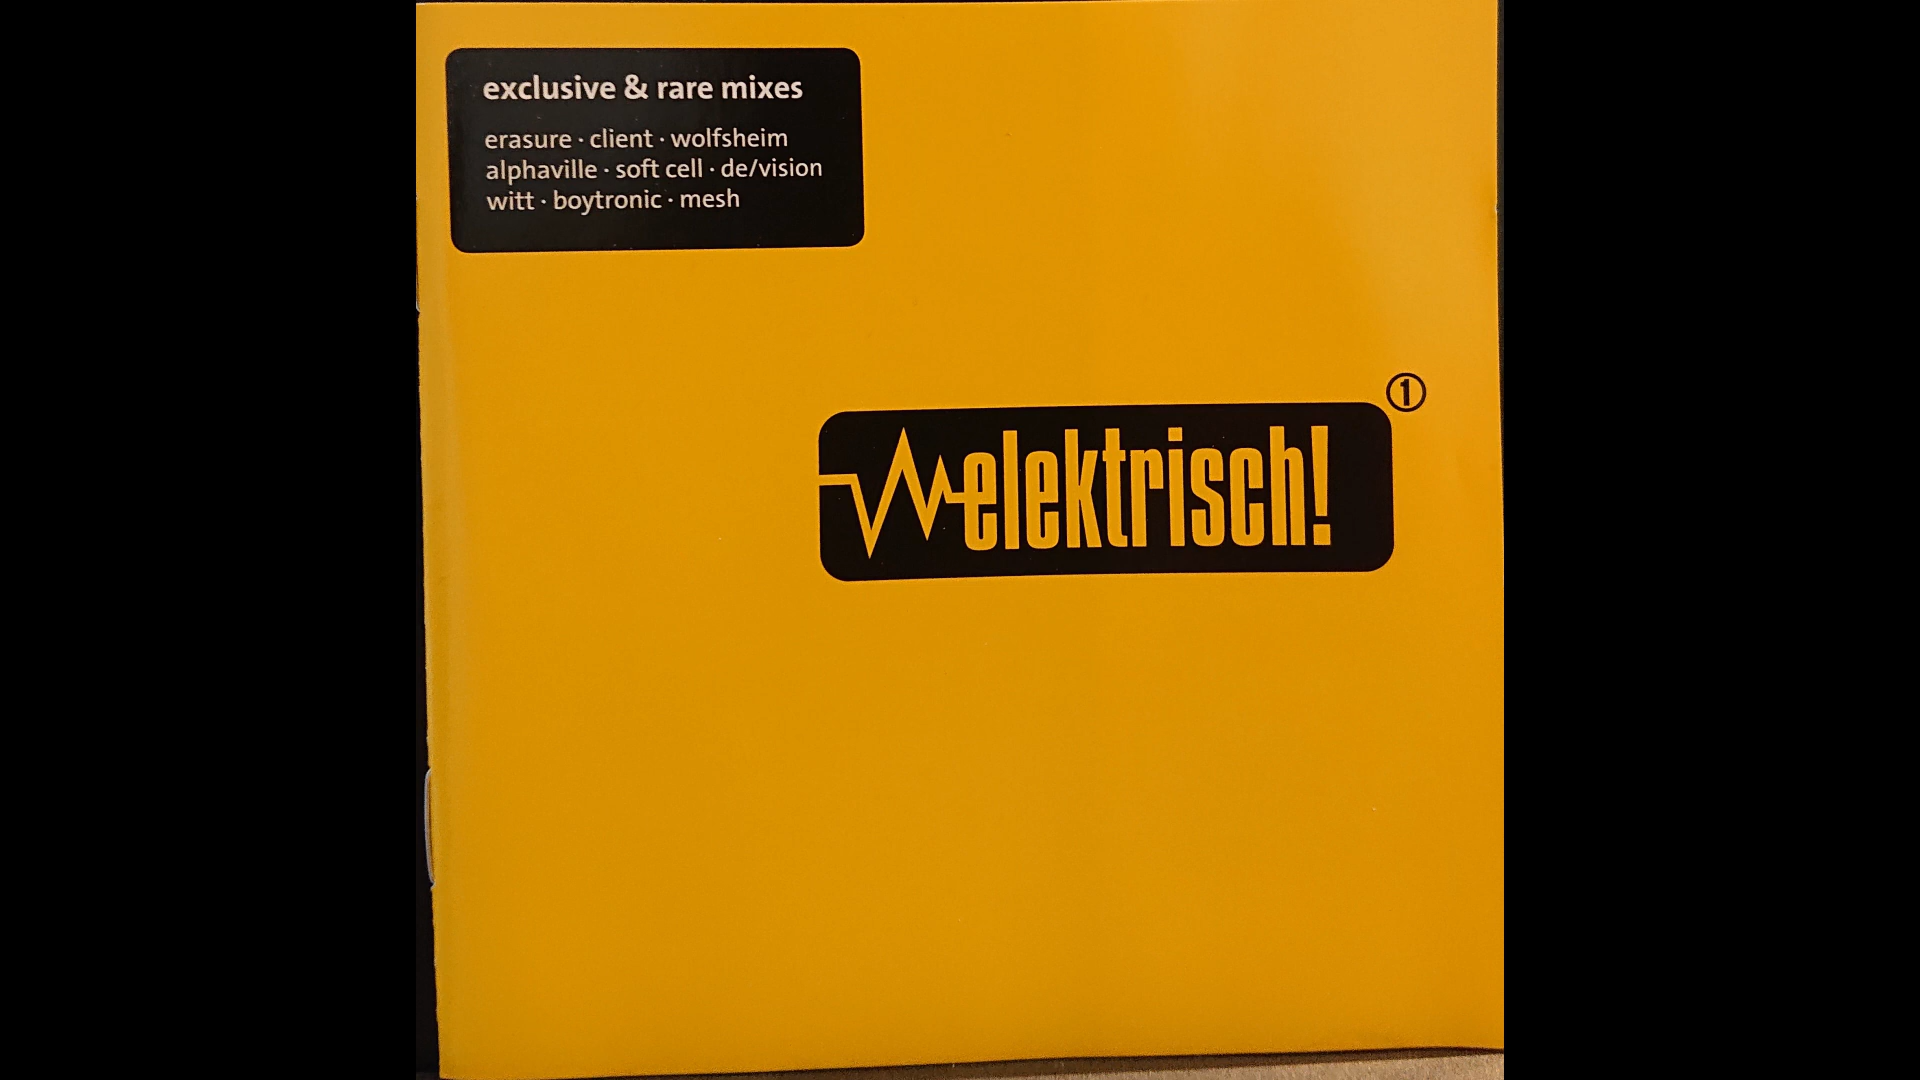 exclusive & rare mixes
erasure · client · wolfsheim
alphaville · soft cell · de/vision
witt · boytronic · mesh
①
elektrisch!